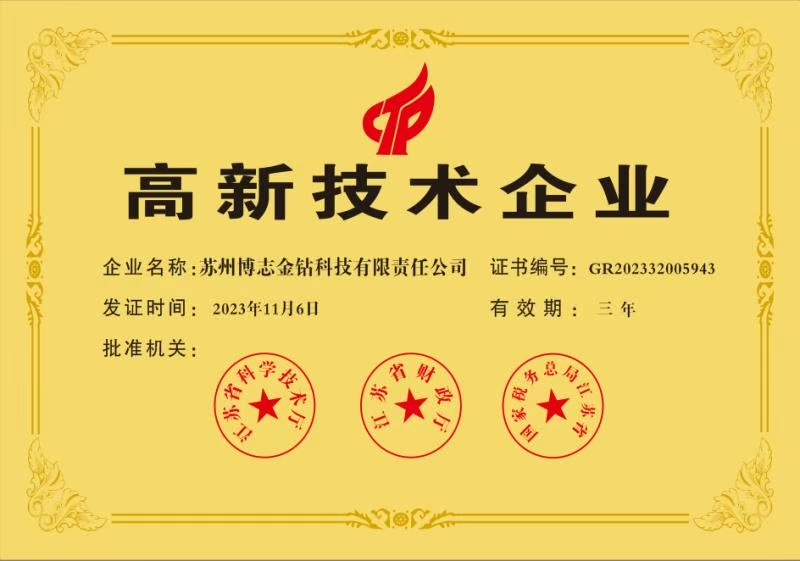 高新技术企业
企业名称：苏州博志金钻科技有限责任公司 证书编号：GR202332005943
发证时间：2023年11月6日 有效期：三年
批准机关：
江苏省科学技术厅
江苏省财政厅
国家税务总局江苏省